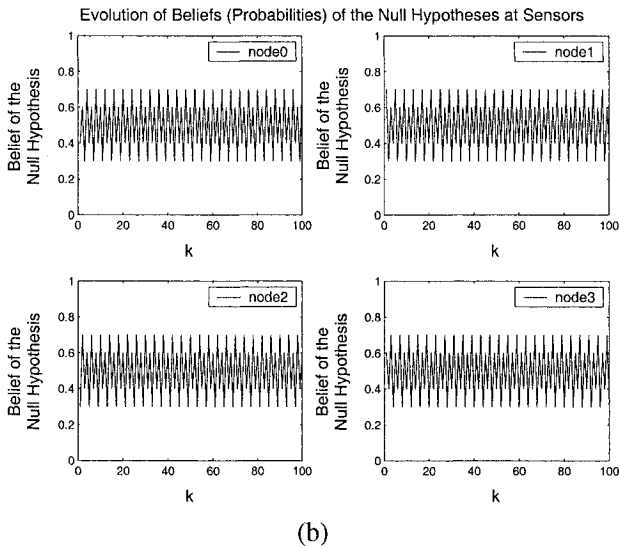 Evolution of Beliefs (Probabilities) of the Null Hypotheses at Sensors
node0
Belief of the
Null Hypothesis
1
0.8
0.6
0.4
0.2
0
0 20 40 60 80 100
k
node1
Belief of the
Null Hypothesis
1
0.8
0.6
0.4
0.2
0
0 20 40 60 80 100
k
node2
Belief of the
Null Hypothesis
1
0.8
0.6
0.4
0.2
0
0 20 40 60 80 100
k
node3
Belief of the
Null Hypothesis
1
0.8
0.6
0.4
0.2
0
0 20 40 60 80 100
k
(b)